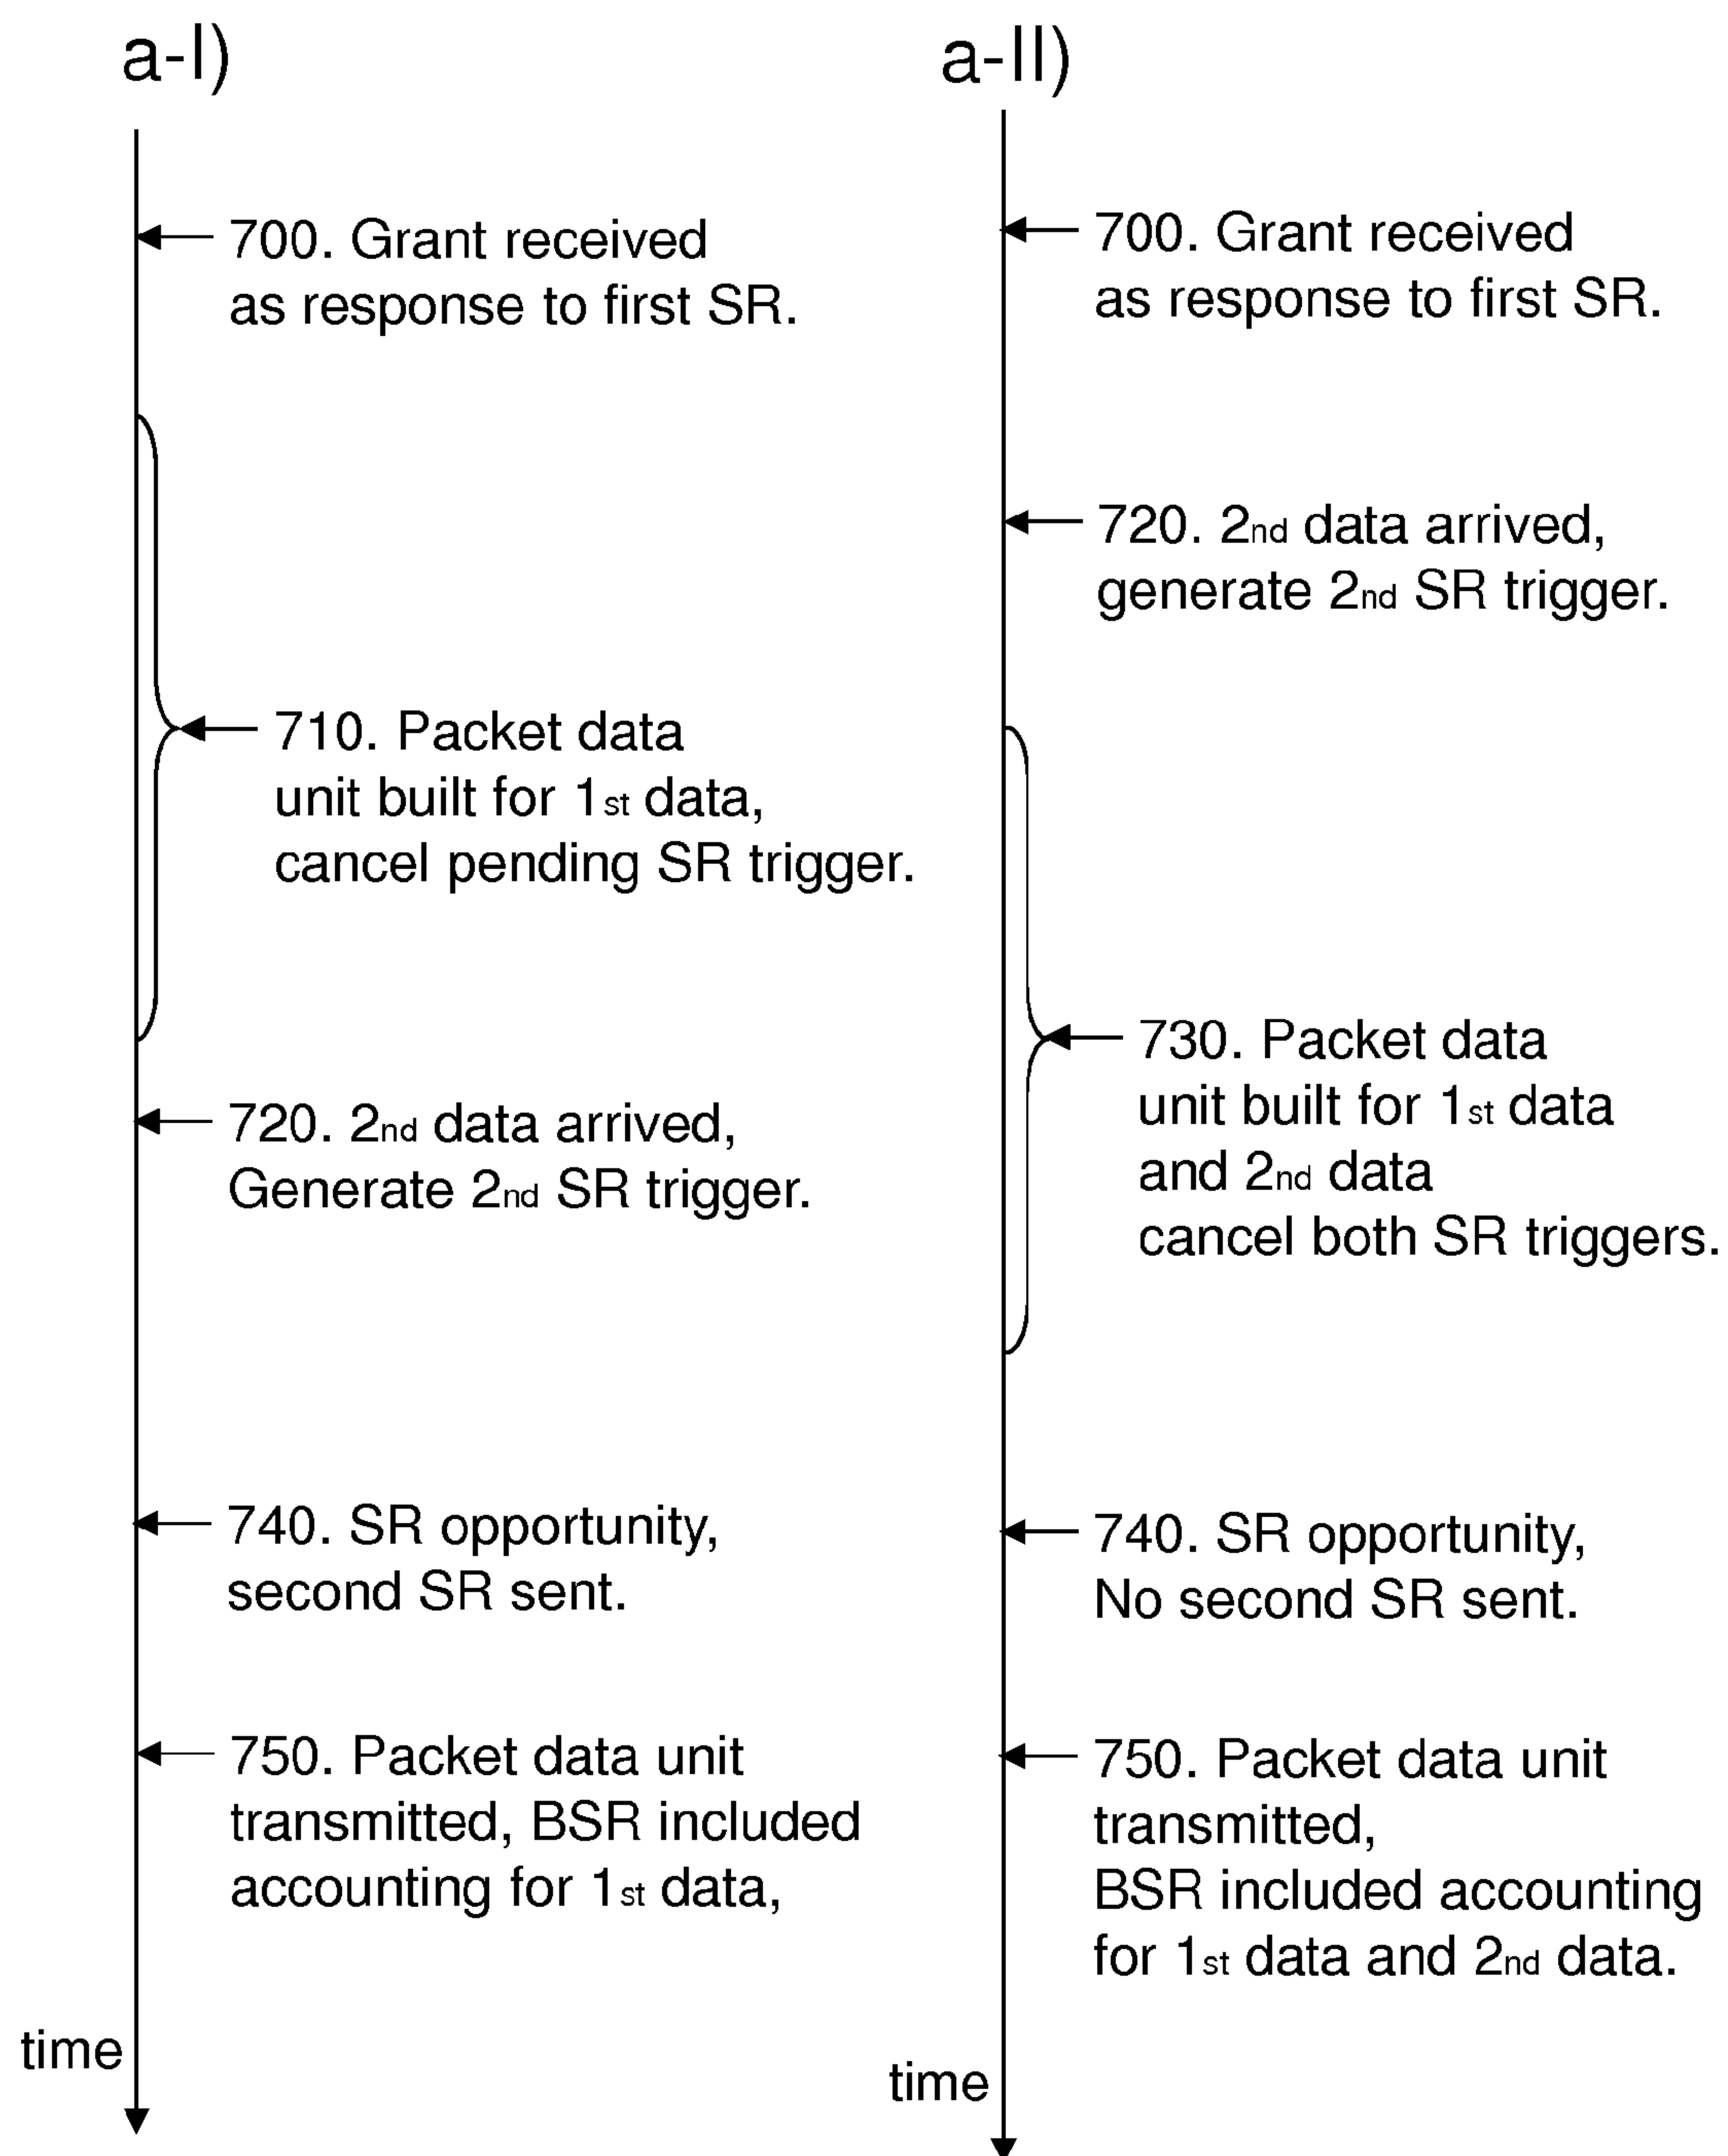 a-I)
700. Grant received
as response to first SR.
710. Packet data
unit built for 1st data,
cancel pending SR trigger.
720. 2nd data arrived,
Generate 2nd SR trigger.
740. SR opportunity,
second SR sent.
750. Packet data unit
transmitted, BSR included
accounting for 1st data,
time
a-II)
700. Grant received
as response to first SR.
720. 2nd data arrived,
generate 2nd SR trigger.
730. Packet data
unit built for 1st data
and 2nd data
cancel both SR triggers.
740. SR opportunity,
No second SR sent.
750. Packet data unit
transmitted,
BSR included accounting
for 1st data and 2nd data.
time